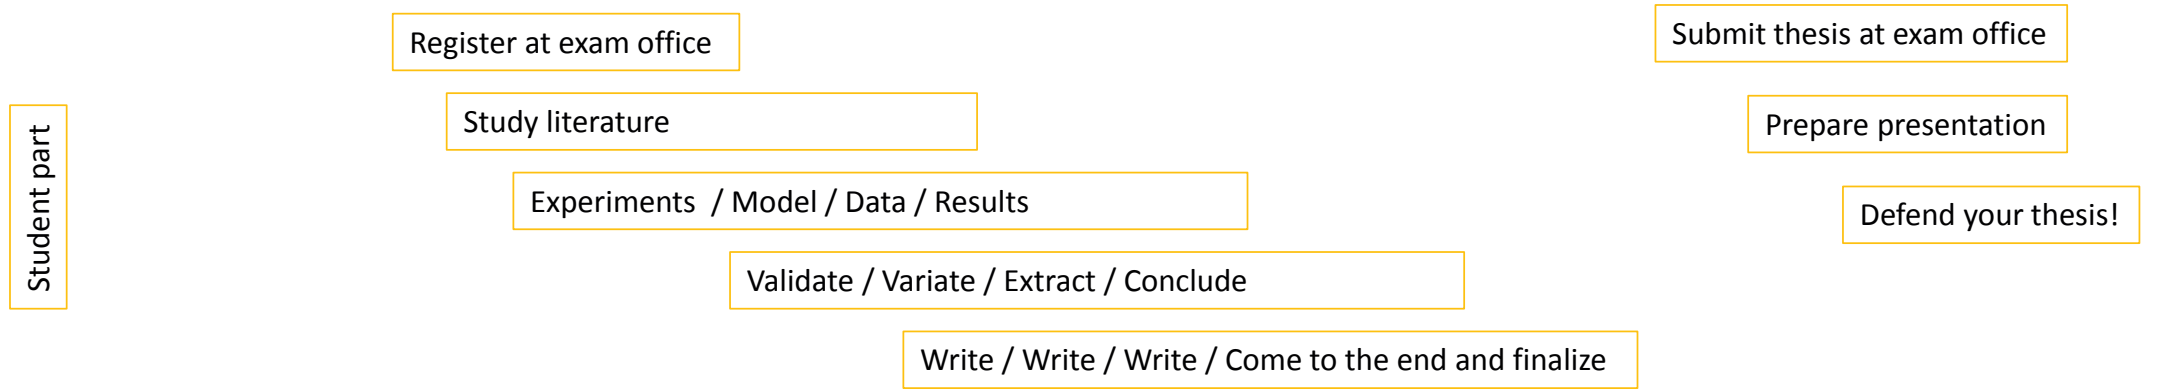 Student part
Register at exam office
Study literature
Experiments / Model / Data / Results
Validate / Variate / Extract / Conclude
Write / Write / Write / Come to the end and finalize
Submit thesis at exam office
Prepare presentation
Defend your thesis!